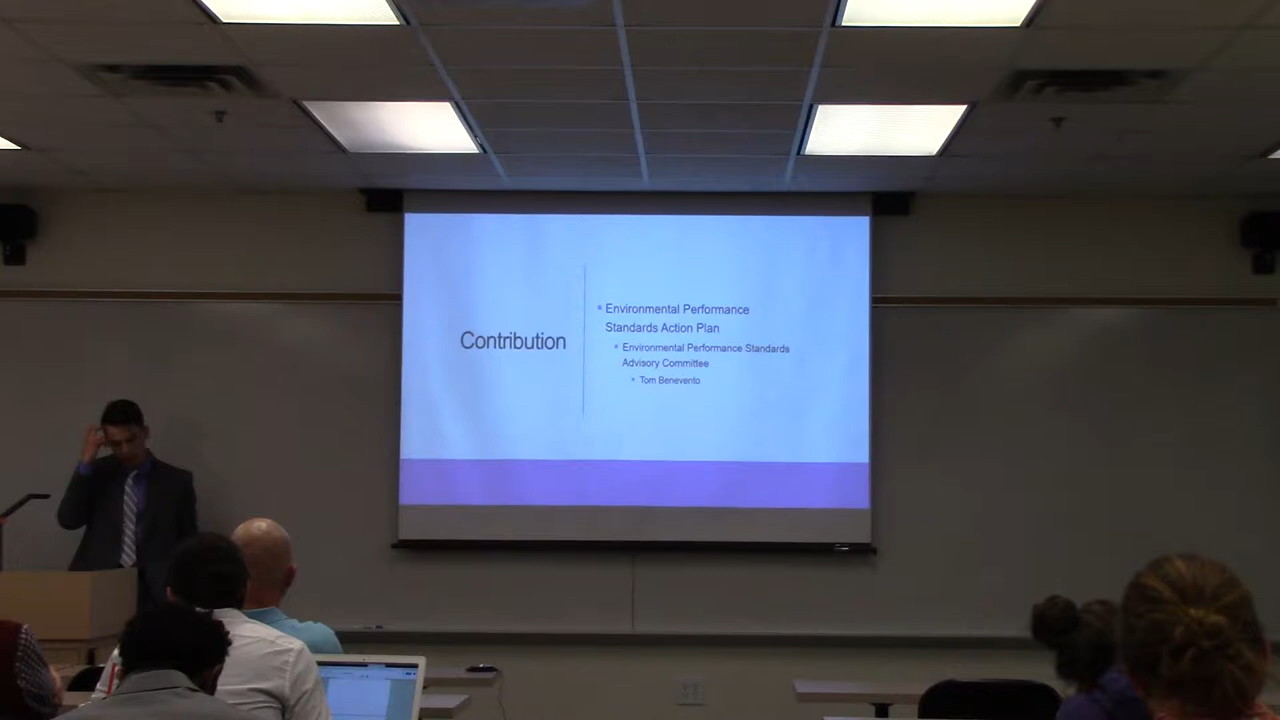 Contribution
Environmental Performance
Standards Action Plan
Environmental Performance Standards
Advisory Committee
Tom Benevento